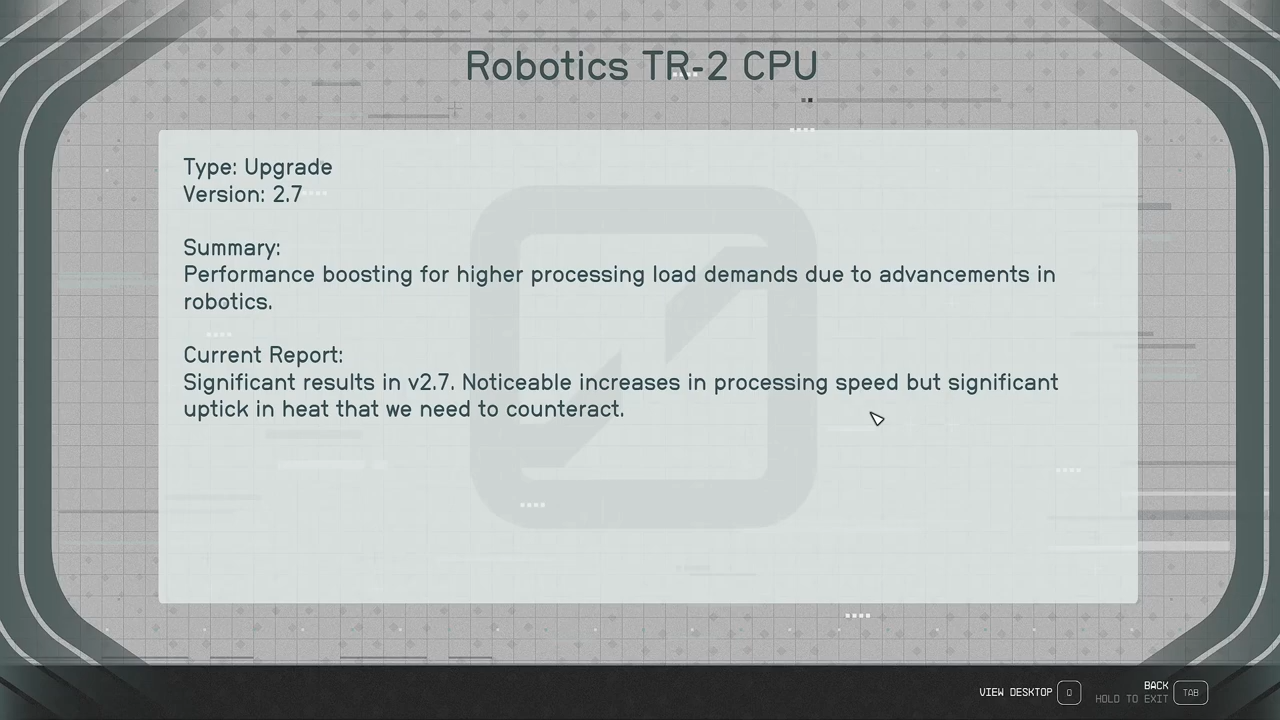 Robotics TR-2 CPU
Type: Upgrade
Version: 2.7
Summary:
Performance boosting for higher processing load demands due to advancements in
robotics.
Current Report:
Significant results in v2.7. Noticeable increases in processing speed but significant
uptick in heat that we need to counteract.
VIEW DESKTOP Q
BACK
HOLD TO EXIT TAB